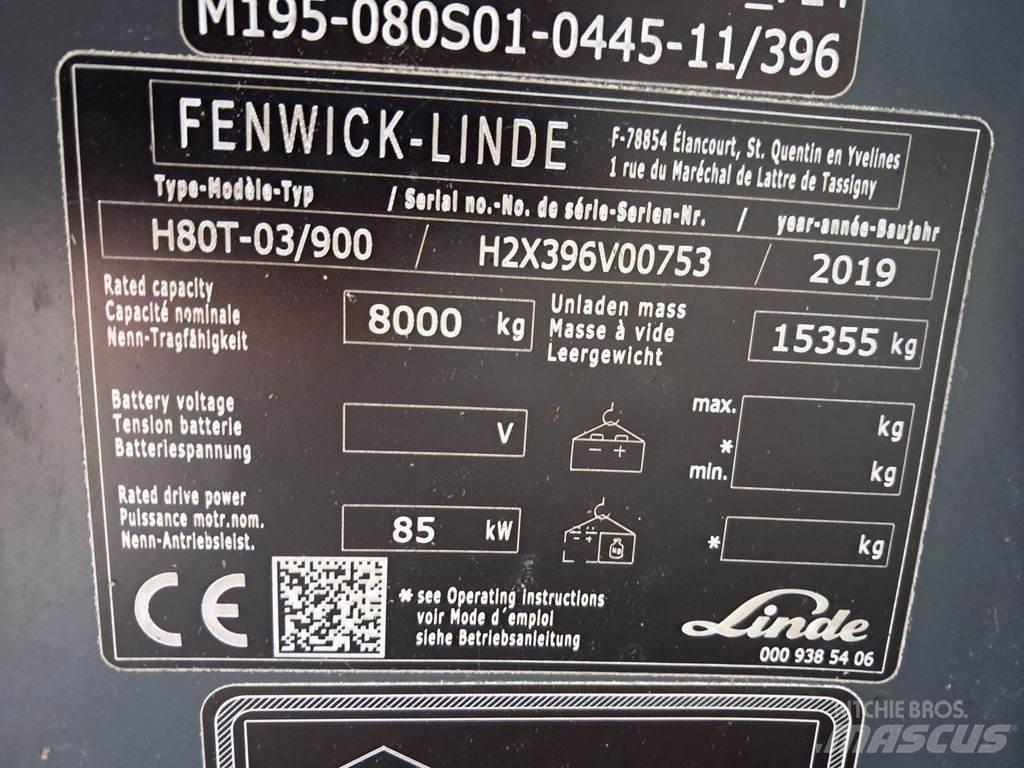 M195-080S01-0445-11/396
FENWICK-LINDE
F-78854 Élancourt, St. Quentin en Yvelines
1 rue du Maréchal de Lattre de Tassigny
Type-Modèle-Typ / Serial no.-No. de série-Serien-Nr. / year-année-Baujahr
H80T-03/900 / H2X396V00753 / 2019
Rated capacity
Capacité nominale
Nenn-Tragfähigkeit
8000 kg
Unladen mass
Masse à vide
Leergewicht
15355 kg
Battery voltage
Tension batterie
Batteriespannung
V
- +
max.
*
min.
kg
kg
Rated drive power
Puissance motr.nom.
Nenn-Antriebsleist.
85 kW
kg
* kg
CE
* see Operating instructions
voir Mode d'emploi
siehe Betriebsanleitung
Linde
000 938 54 06
RITCHIE BROS.
MASCUS